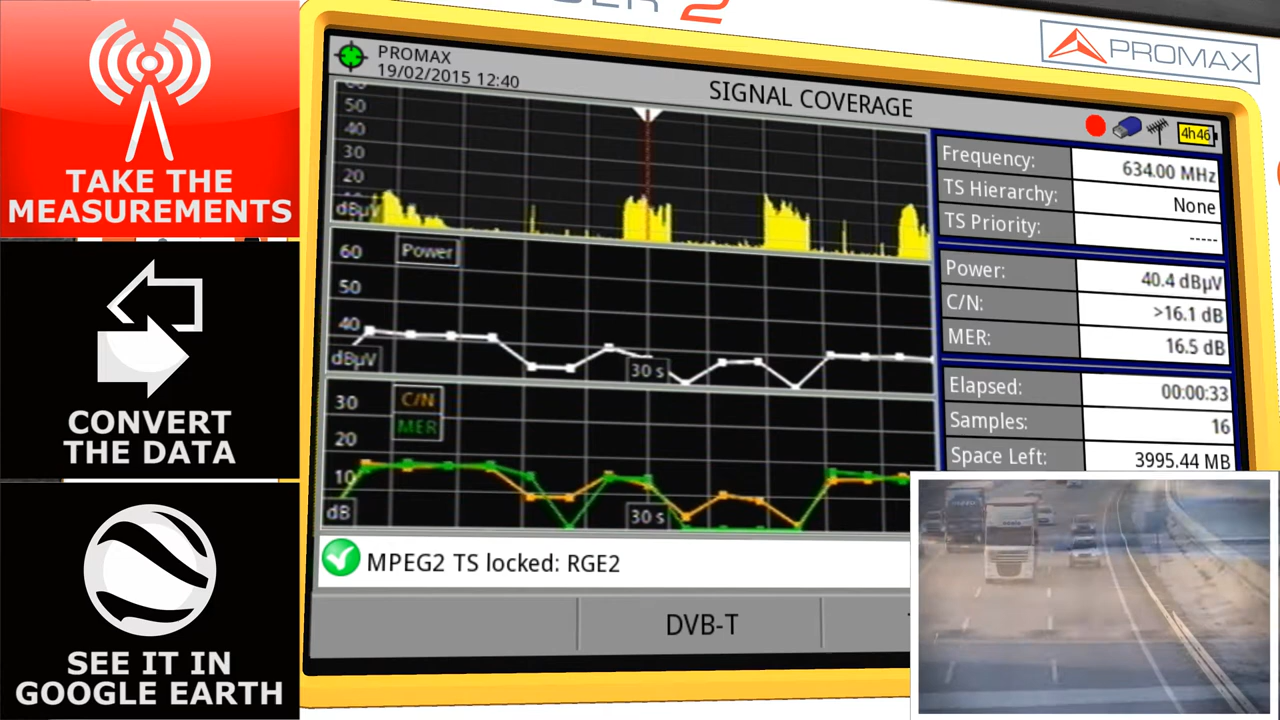 TAKE THE
MEASUREMENTS
CONVERT
THE DATA
SEE IT IN
GOOGLE EARTH
2
PROMAX
PROMAX
19/02/2015 12:40
SIGNAL COVERAGE
4h46
50
40
30
20
dBµV
60
Power
50
40
dBµV
30 s
30
C/N
MER
20
10
dB
30 s
Frequency: 634.00 MHz
TS Hierarchy: None
TS Priority: -----
Power: 40.4 dBµV
C/N: >16.1 dB
MER: 16.5 dB
Elapsed: 00:00:33
Samples: 16
Space Left: 3995.44 MB
MPEG2 TS locked: RGE2
DVB-T